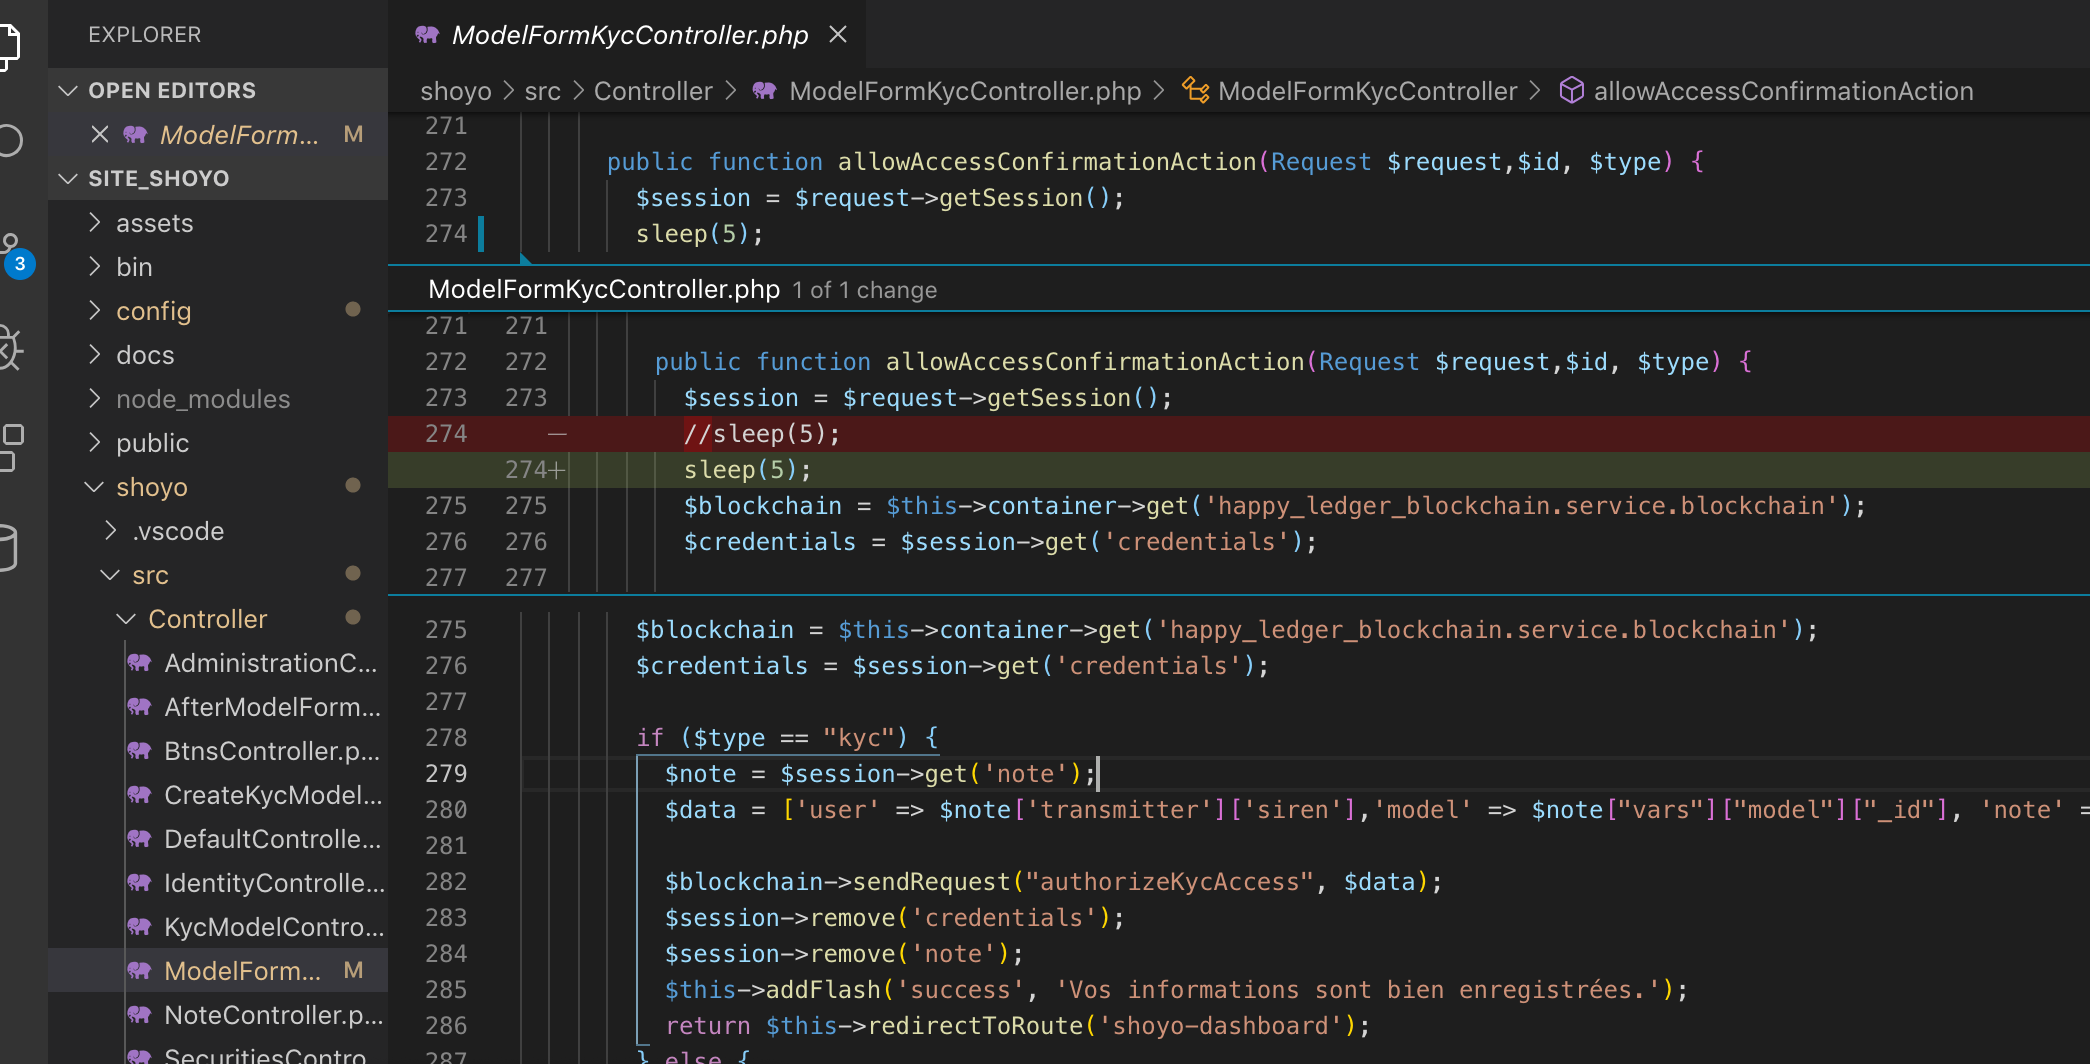 EXPLORER
OPEN EDITORS
ModelForm... M
SITE_SHOYO
assets
bin
3
config
docs
node_modules
public
shoyo
.vscode
src
Controller
AdministrationC...
AfterModelForm...
BtnsController.p...
CreateKycModel...
DefaultControlle...
IdentityControlle...
KycModelContro...
ModelForm... M
NoteController.p...
SecuritiesContro
ModelFormKycController.php
shoyo > src > Controller > ModelFormKycController.php > ModelFormKycController > allowAccessConfirmationAction
271
272 public function allowAccessConfirmationAction(Request $request,$id, $type) {
273 $session = $request->getSession();
274 sleep(5);
ModelFormKycController.php 1 of 1 change
271 271
272 272 public function allowAccessConfirmationAction(Request $request,$id, $type) {
273 273 $session = $request->getSession();
274 — //sleep(5);
274+ sleep(5);
275 275 $blockchain = $this->container->get('happy_ledger_blockchain.service.blockchain');
276 276 $credentials = $session->get('credentials');
277 277
275 $blockchain = $this->container->get('happy_ledger_blockchain.service.blockchain');
276 $credentials = $session->get('credentials');
277
278 if ($type == "kyc") {
279 $note = $session->get('note');
280 $data = ['user' => $note['transmitter']['siren'],'model' => $note["vars"]["model"]["_id"], 'note' =
281
282 $blockchain->sendRequest("authorizeKycAccess", $data);
283 $session->remove('credentials');
284 $session->remove('note');
285 $this->addFlash('success', 'Vos informations sont bien enregistrées.');
286 return $this->redirectToRoute('shoyo-dashboard');
287 } else {